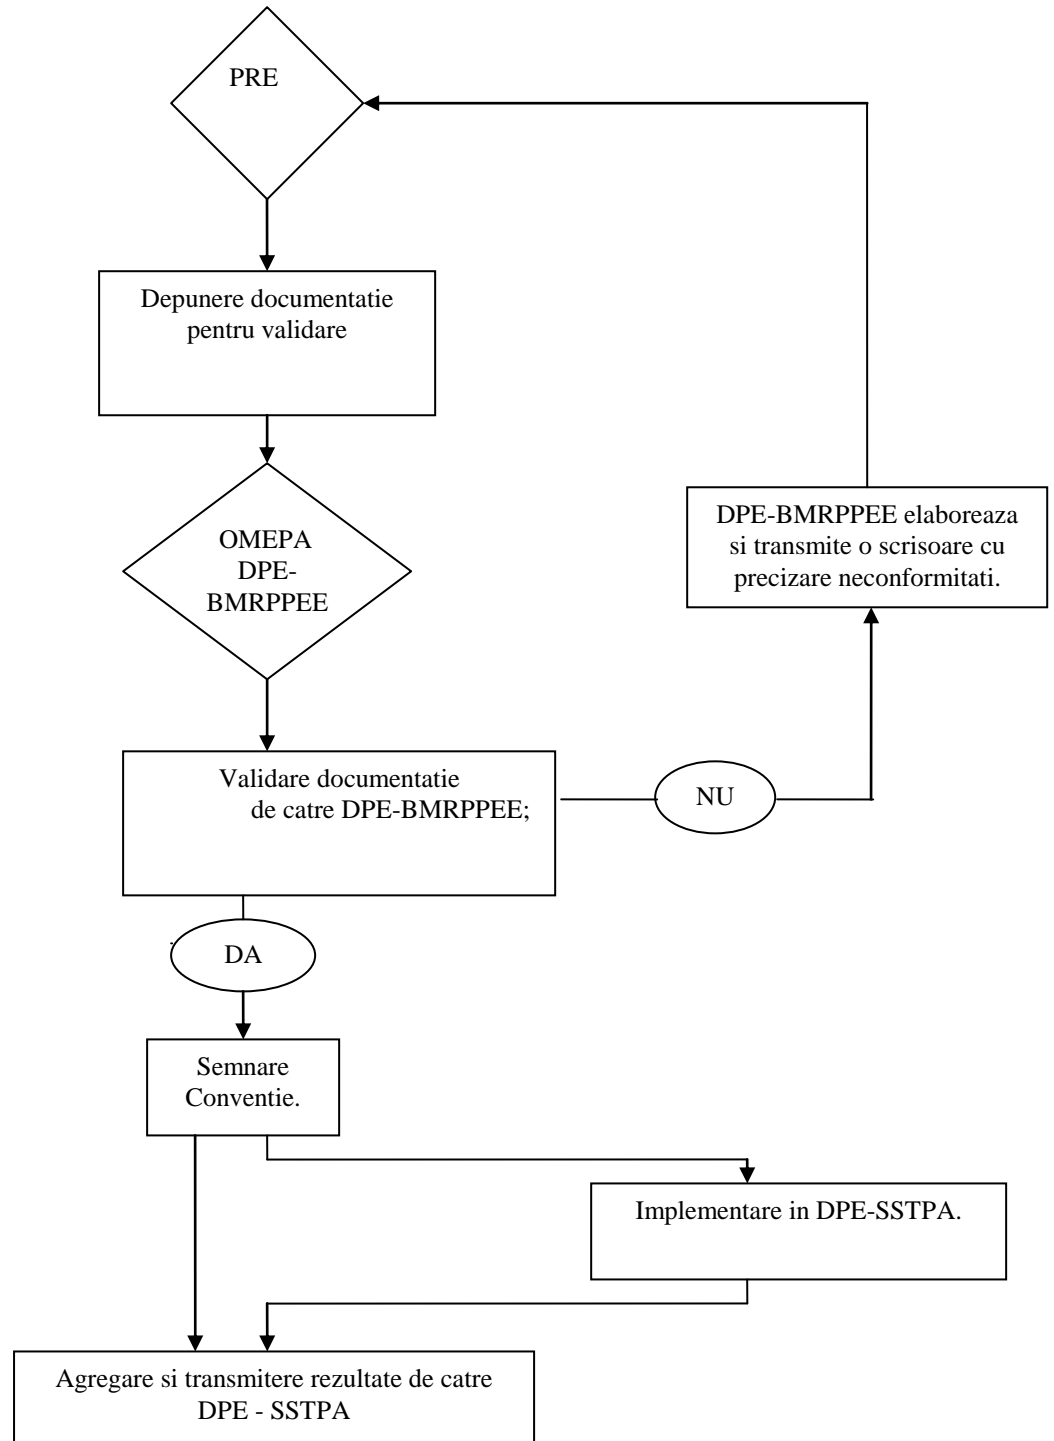 PRE
Depunere documentatie
pentru validare
OMEPA
DPE-
BMRPPEE
DPE-BMRPPEE elaboreaza
si transmite o scrisoare cu
precizare neconformitati.
Validare documentatie
de catre DPE-BMRPPEE;
NU
DA
Semnare
Conventie.
Implementare in DPE-SSTPA.
Agregare si transmitere rezultate de catre
DPE - SSTPA